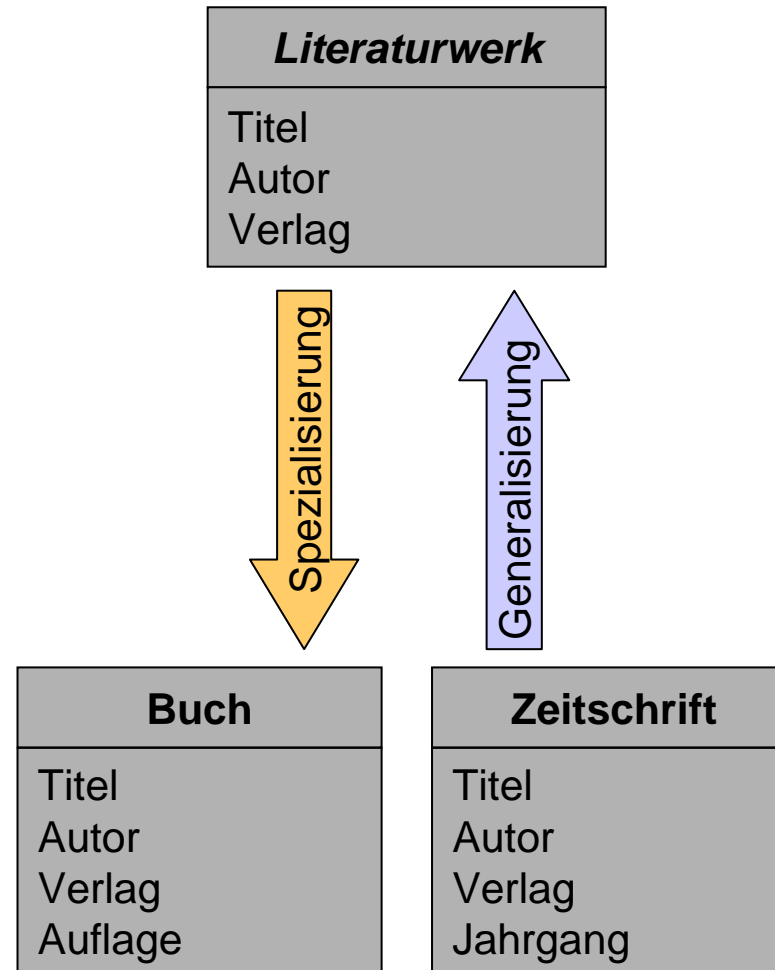 Literaturwerk
Titel
Autor
Verlag
Spezialisierung
Generalisierung
Buch
Titel
Autor
Verlag
Auflage
Zeitschrift
Titel
Autor
Verlag
Jahrgang